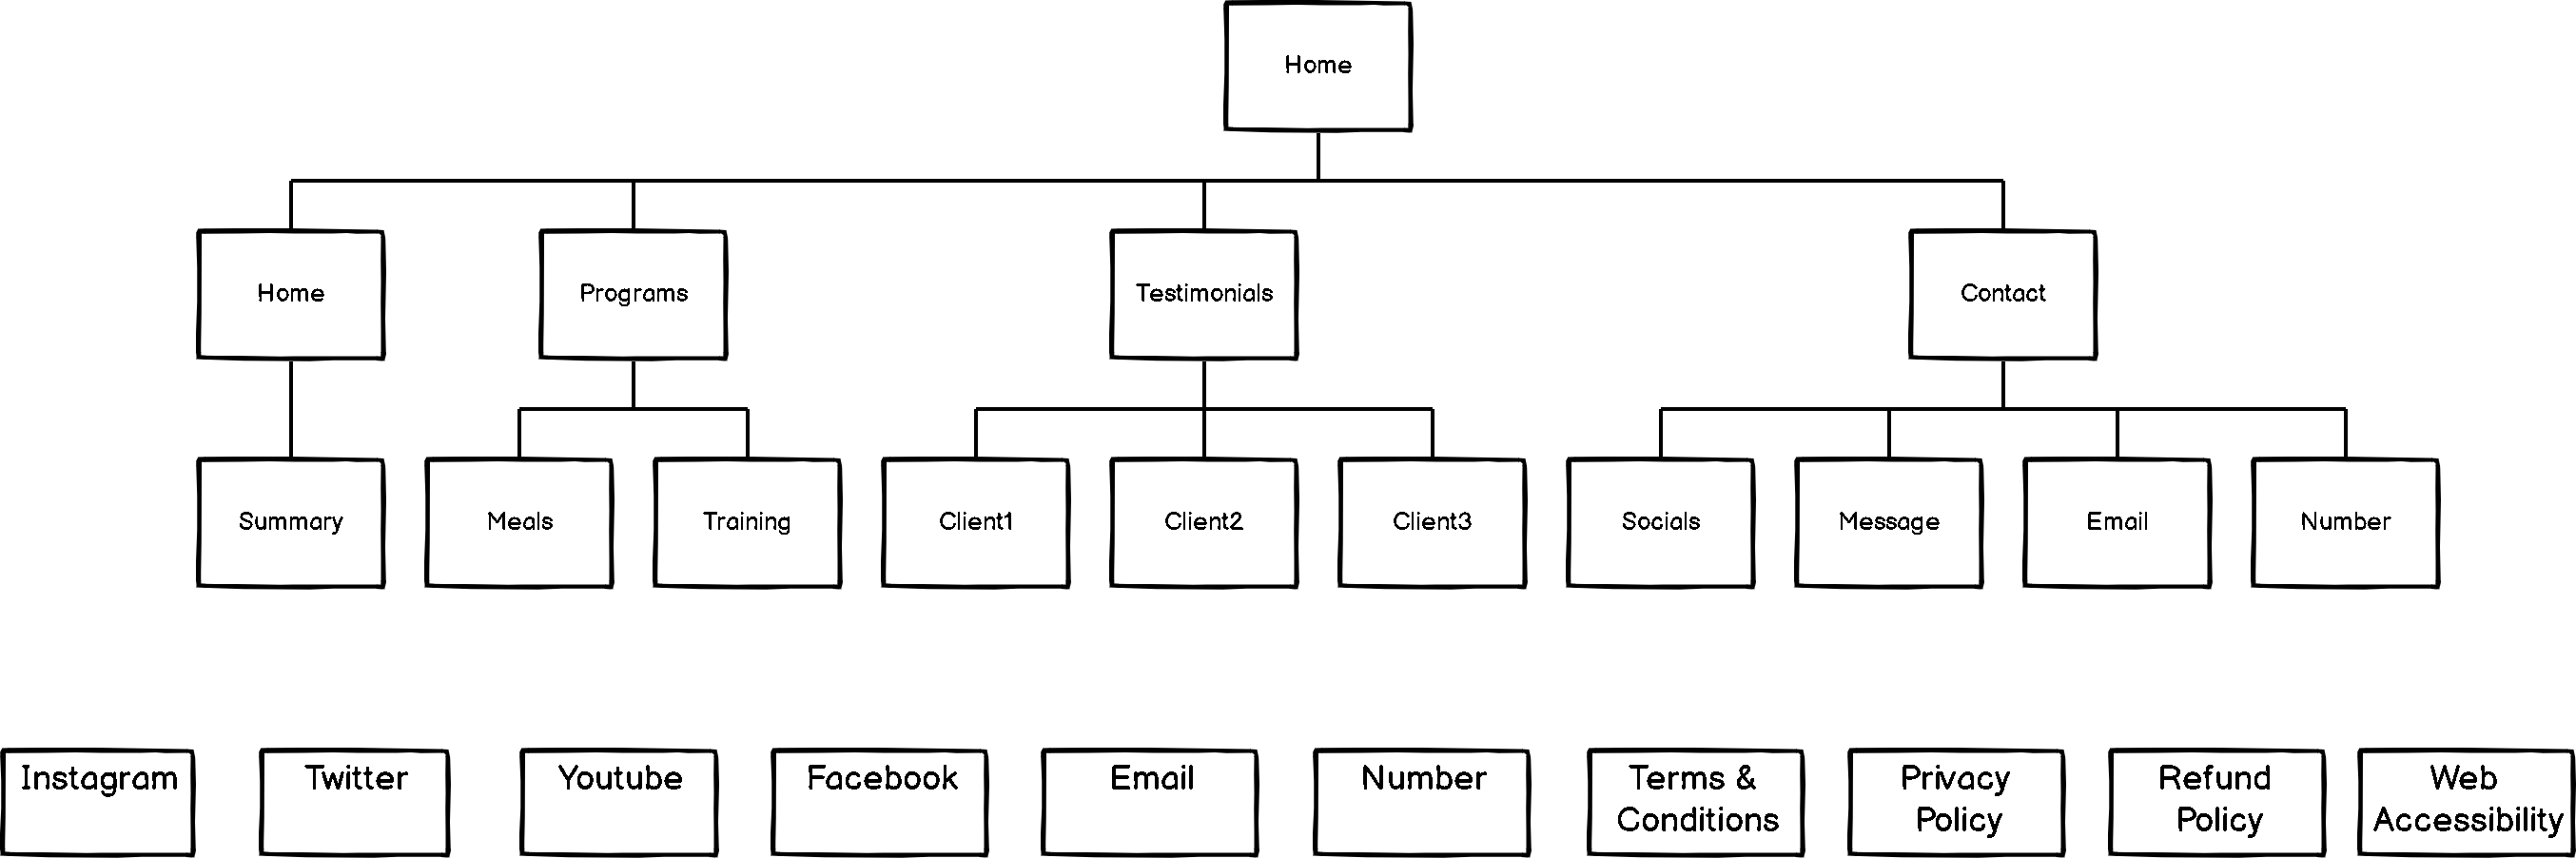 Home
Home
Programs
Testimonials
Contact
Summary
Meals
Training
Client1
Client2
Client3
Socials
Message
Email
Number
Instagram
Twitter
Youtube
Facebook
Email
Number
Terms &
Conditions
Privacy
Policy
Refund
Policy
Web
Accessibility